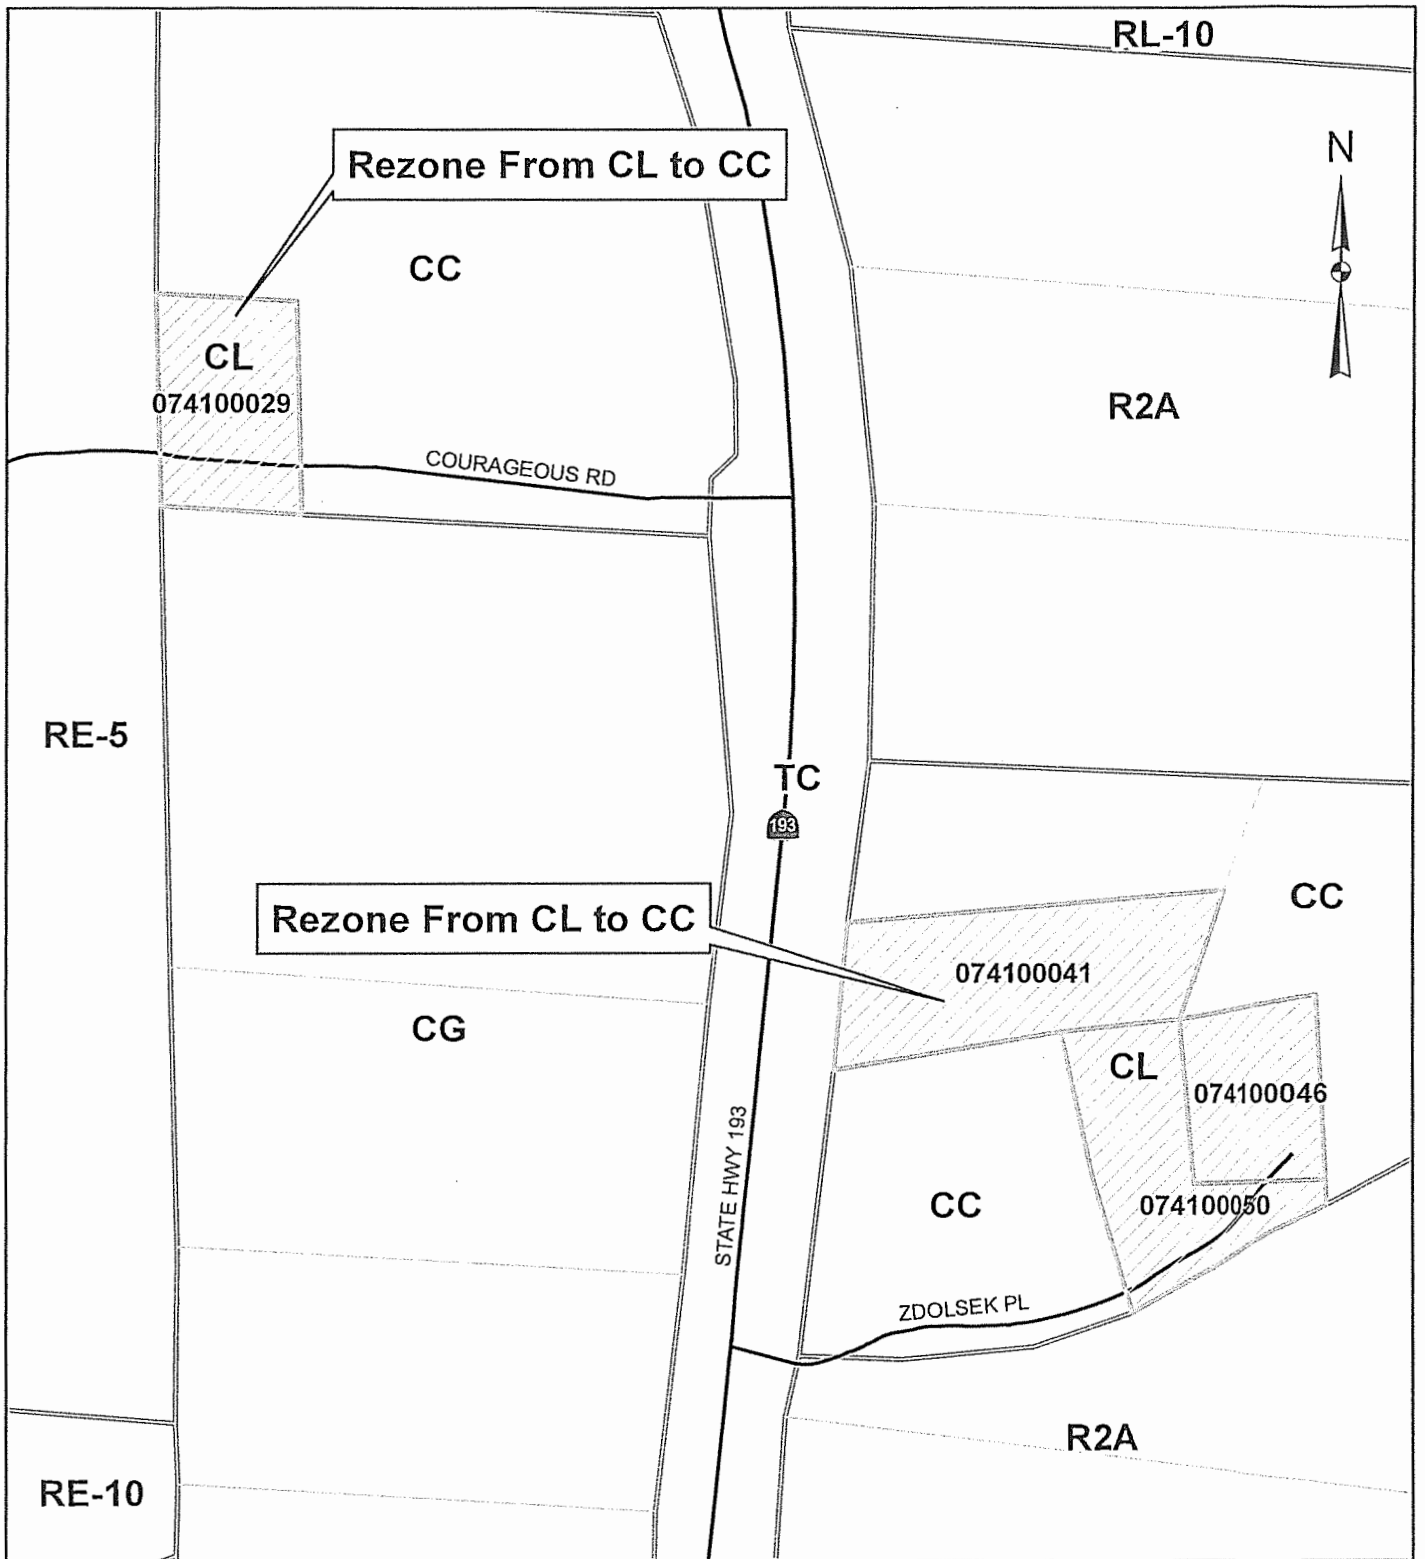 RL-10
N
Rezone From CL to CC
CC
CL
074100029
R2A
COURAGEOUS RD
RE-5
TC
193
CC
Rezone From CL to CC
074100041
CG
CL
074100046
STATE HWY 193
CC
074100050
ZDOLSEK PL
R2A
RE-10